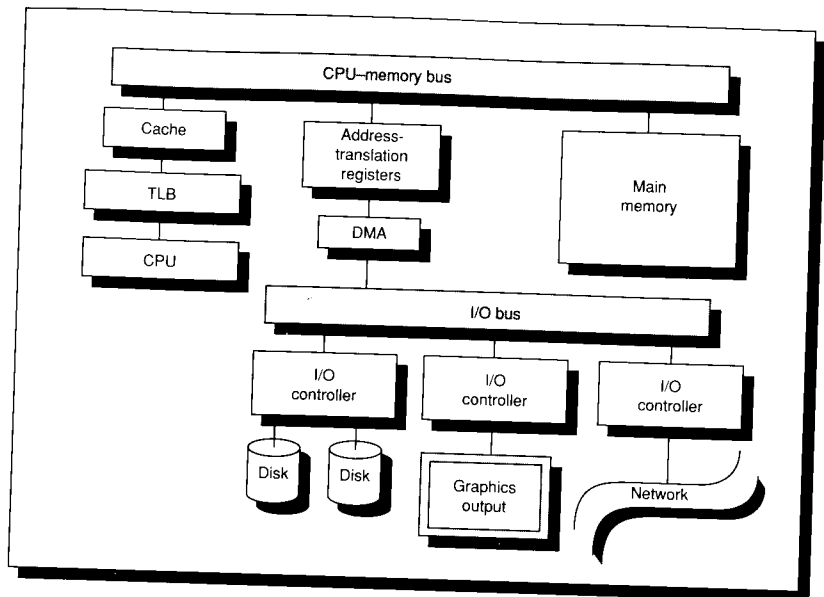 CPU–memory bus
Cache
Address-
translation
registers
Main
memory
TLB
DMA
CPU
I/O bus
I/O
controller
I/O
controller
I/O
controller
Disk
Disk
Graphics
output
Network